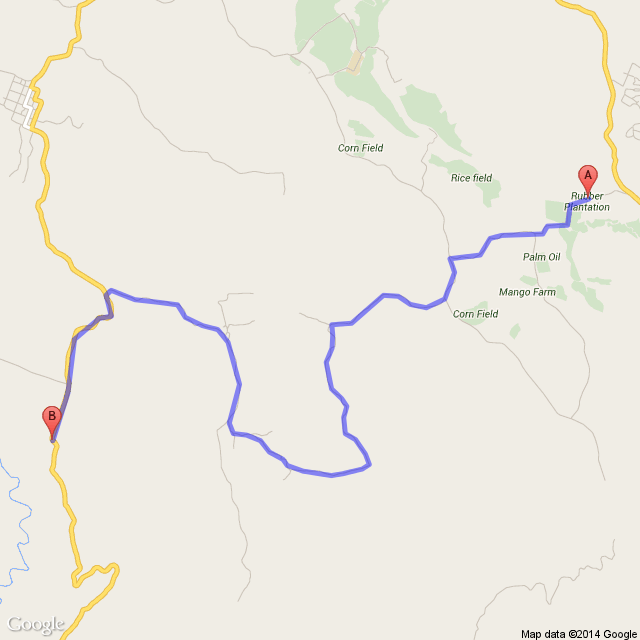 Corn Field
Rice field
A
Rubber
Plantation
Palm Oil
Mango Farm
Corn Field
B
Google
Map data ©2014 Google